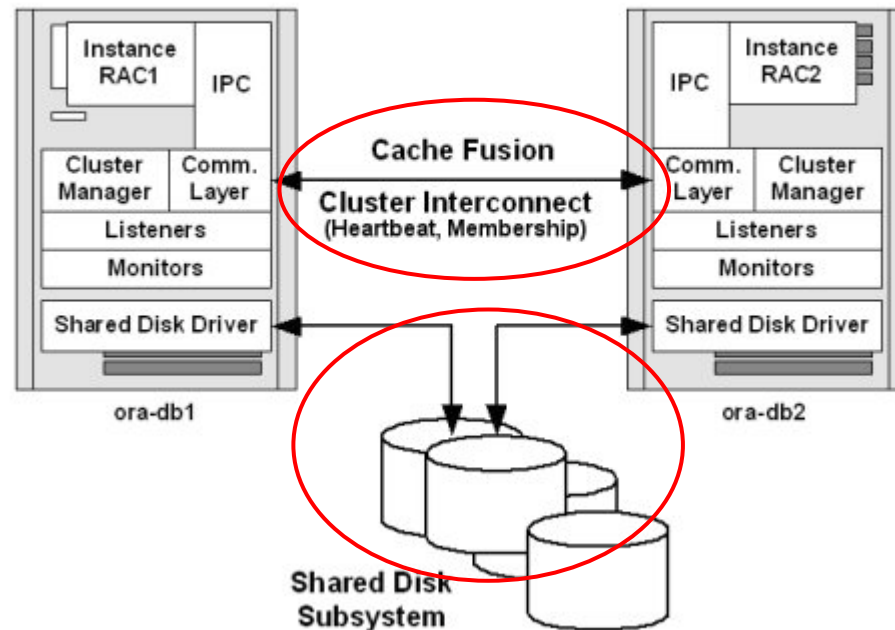 Instance
RAC1
IPC
Cluster
Manager
Comm.
Layer
Listeners
Monitors
Shared Disk Driver
ora-db1
Cache Fusion
Cluster Interconnect
(Heartbeat, Membership)
IPC
Instance
RAC2
Comm.
Layer
Cluster
Manager
Listeners
Monitors
Shared Disk Driver
ora-db2
Shared Disk
Subsystem